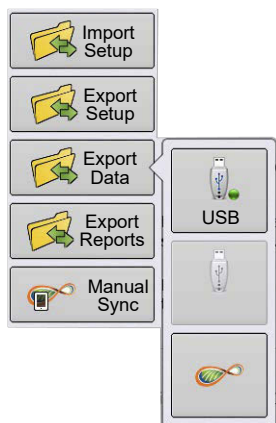 Import
Setup
Export
Setup
Export
Data
Export
Reports
Manual
Sync
USB